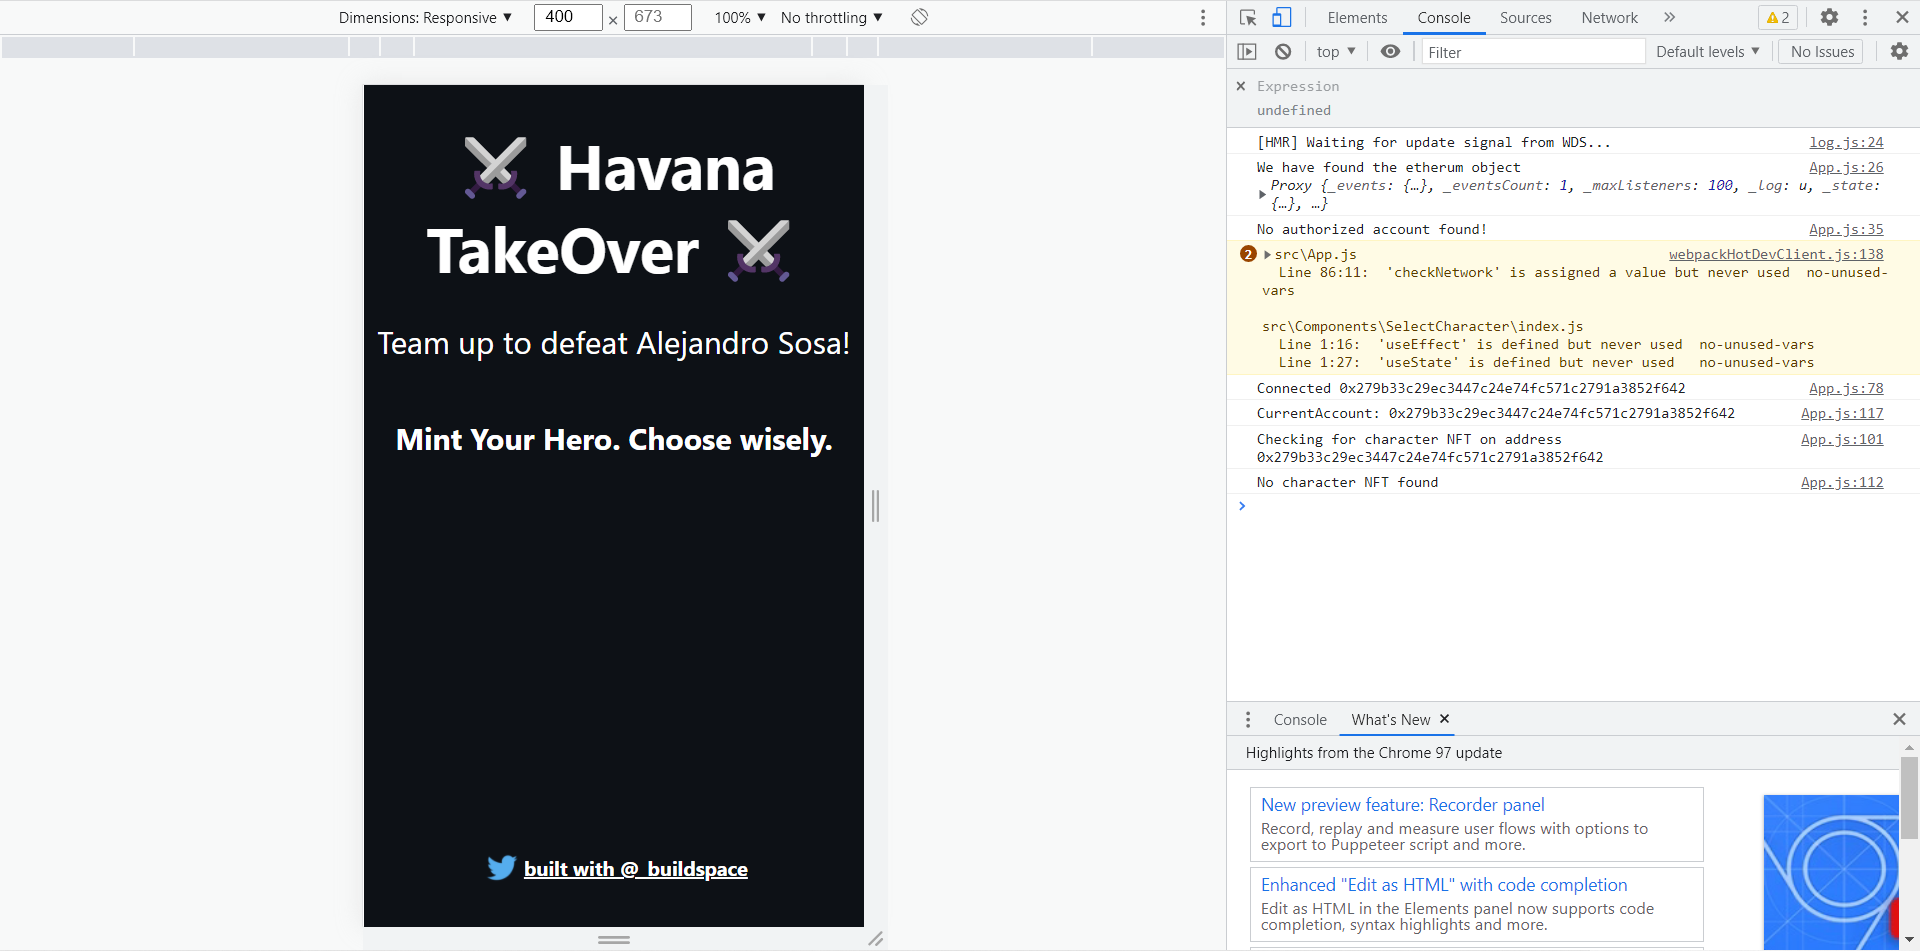 Dimensions: Responsive ▼ 400 × 673 100% ▼ No throttling ▼
⚔️ Havana
TakeOver ⚔️
Team up to defeat Alejandro Sosa!
Mint Your Hero. Choose wisely.
built with @_buildspace
Elements Console Sources Network » 2
top ▼ Filter Default levels ▼ No Issues
Expression
undefined
[HMR] Waiting for update signal from WDS... log.js:24
We have found the etherum object App.js:26
Proxy {_events: {…}, _eventsCount: 1, _maxListeners: 100, _log: u, _state:
{…}, …}
No authorized account found! App.js:35
2 src\App.js webpackHotDevClient.js:138
Line 86:11: 'checkNetwork' is assigned a value but never used no-unused-
vars
src\Components\SelectCharacter\index.js
Line 1:16: 'useEffect' is defined but never used no-unused-vars
Line 1:27: 'useState' is defined but never used no-unused-vars
Connected 0x279b33c29ec3447c24e74fc571c2791a3852f642 App.js:78
CurrentAccount: 0x279b33c29ec3447c24e74fc571c2791a3852f642 App.js:117
Checking for character NFT on address App.js:101
0x279b33c29ec3447c24e74fc571c2791a3852f642
No character NFT found App.js:112
Console What's New
Highlights from the Chrome 97 update
New preview feature: Recorder panel
Record, replay and measure user flows with options to
export to Puppeteer script and more.
Enhanced "Edit as HTML" with code completion
Edit as HTML in the Elements panel now supports code
completion, syntax highlights and more.